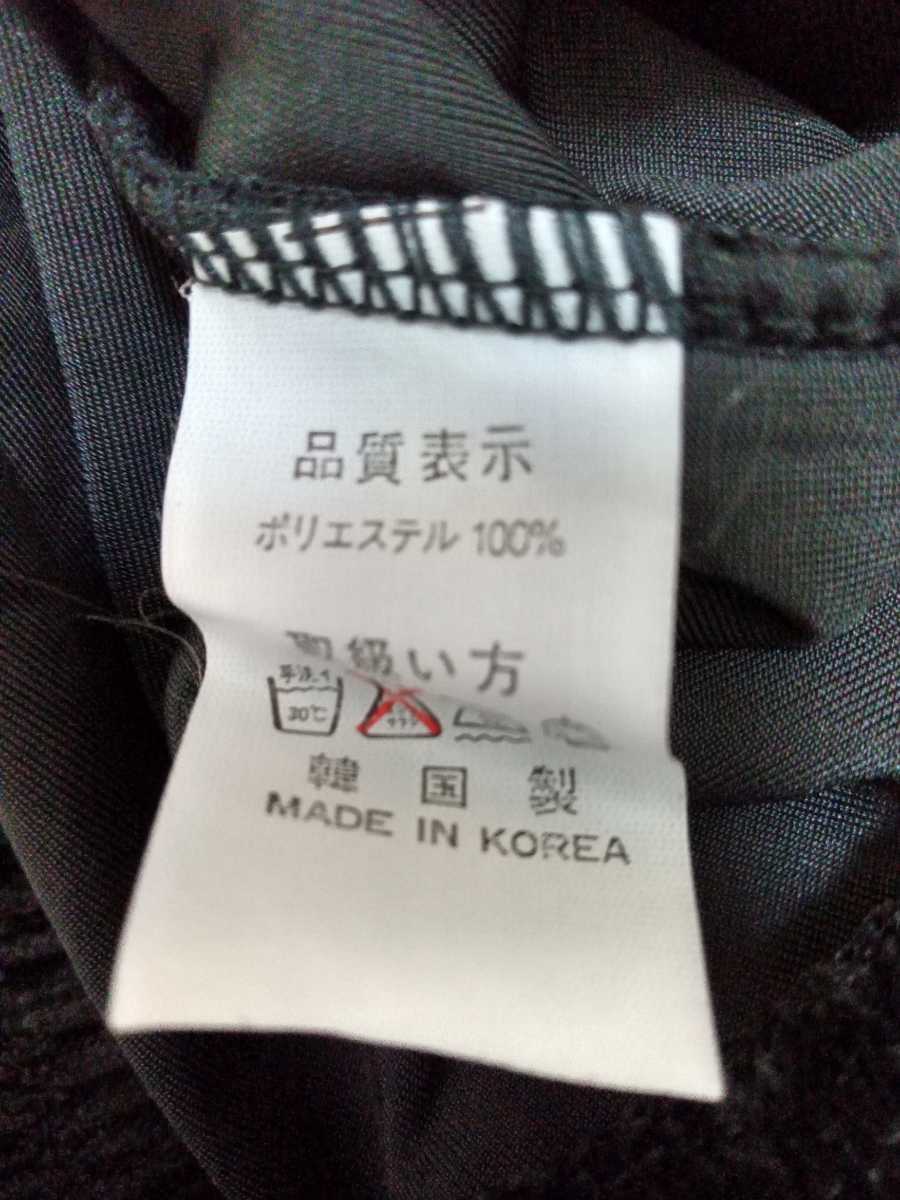 品質表示
ポリエステル 100%
取扱い方
手洗イ
30℃
韓国製
MADE IN KOREA